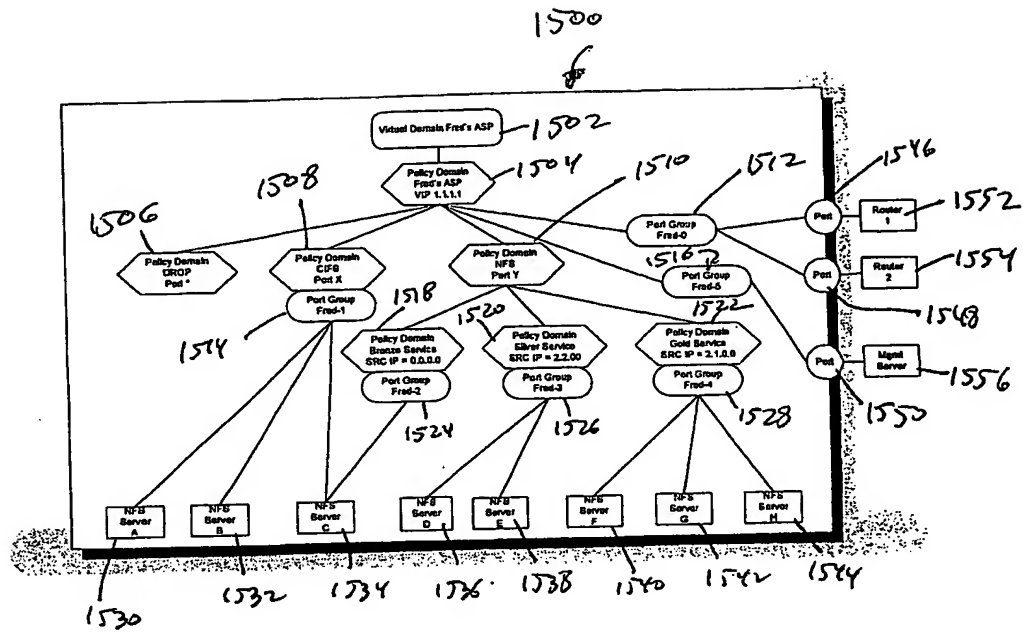 1500
Virtual Domain Fred's ASP
1502
Policy Domain
Fred's ASP
VIP 1.1.1.1
1504
1506
1508
1510
1512
1546
Policy Domain
DROP
Port *
Policy Domain
CIFS
Port X
Port Group
Fred-1
1514
Policy Domain
NFS
Port Y
Port Group
Fred-0
1516
Port Group
Fred-5
Port
Router
1
1552
Port
Router
2
1554
1548
Port
Mgmt
Server
1556
1550
1518
Policy Domain
Bronze Service
SRC IP = 0.0.0.0
Port Group
Fred-2
1524
1520
Policy Domain
Silver Service
SRC IP = 2.2.00
Port Group
Fred-3
1526
1522
Policy Domain
Gold Service
SRC IP = 2.1.0.0
Port Group
Fred-4
1528
NFS
Server
A
NFS
Server
B
NFS
Server
C
NFS
Server
D
NFS
Server
E
NFS
Server
F
NFS
Server
G
NFS
Server
H
1530
1532
1534
1536
1538
1540
1542
1544